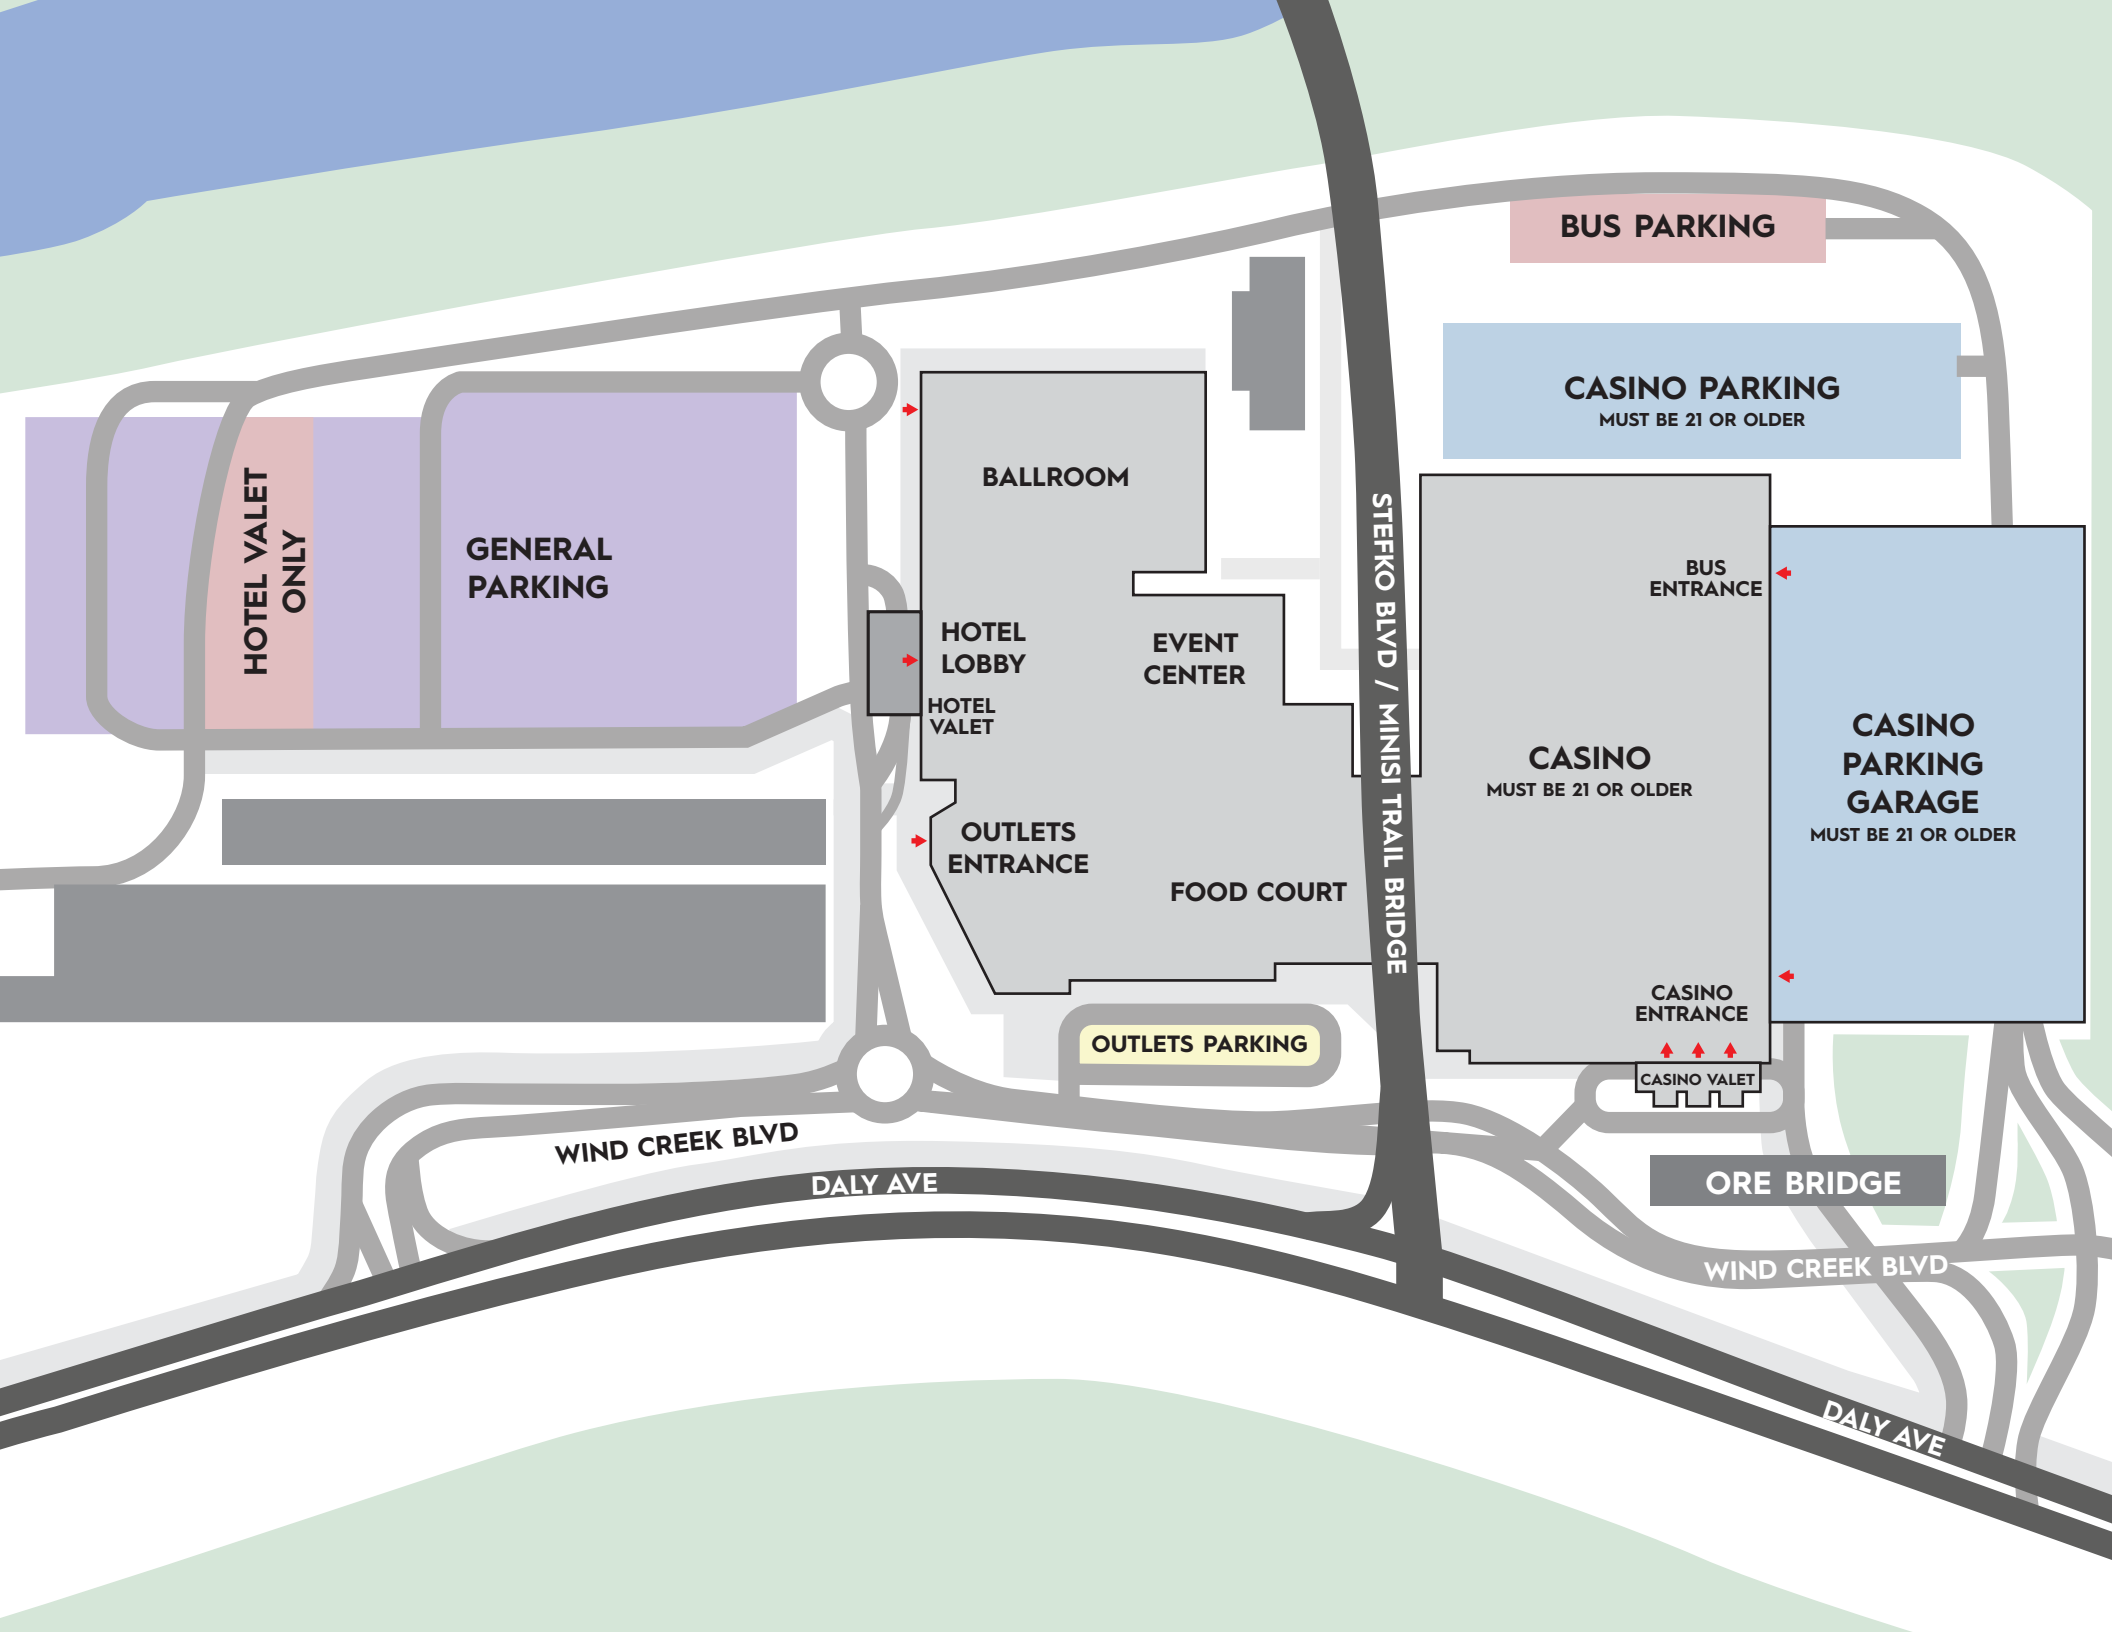 BUS PARKING
CASINO PARKING
MUST BE 21 OR OLDER
BALLROOM
HOTEL VALET
ONLY
GENERAL
PARKING
STEFKO BLVD / MINISI TRAIL BRIDGE
BUS
ENTRANCE
HOTEL
LOBBY
HOTEL
VALET
EVENT
CENTER
CASINO
MUST BE 21 OR OLDER
CASINO
PARKING
GARAGE
MUST BE 21 OR OLDER
OUTLETS
ENTRANCE
FOOD COURT
CASINO
ENTRANCE
OUTLETS PARKING
CASINO VALET
WIND CREEK BLVD
DALY AVE
ORE BRIDGE
WIND CREEK BLVD
DALY AVE